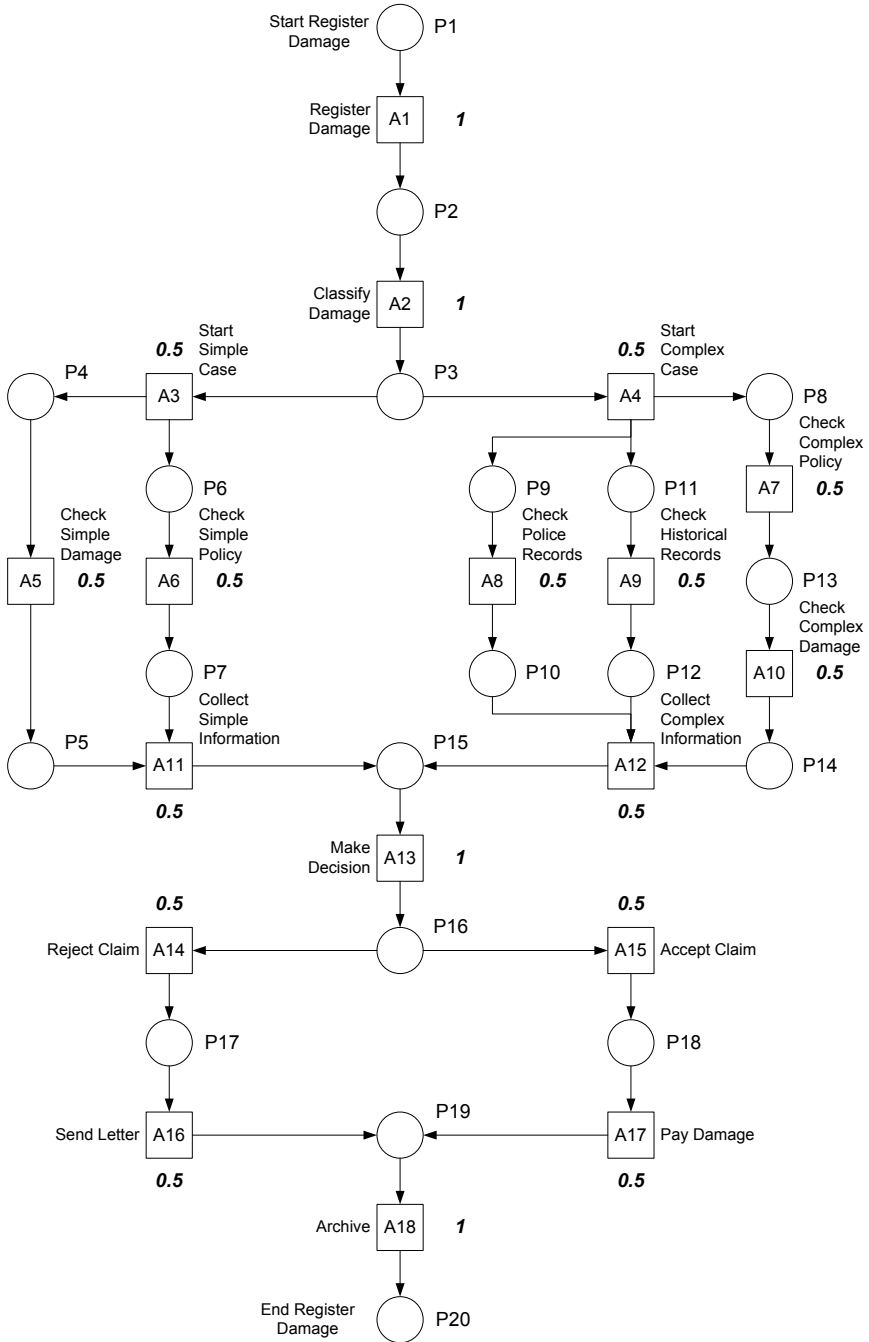 Start Register
Damage
P1
Register
Damage
A1
1
P2
Classify
Damage
A2
1
Start
Simple
Case
0.5
Start
Complex
Case
0.5
P4
A3
P3
A4
P8
Check
Complex
Policy
P6
P9
P11
A7
0.5
Check
Simple
Damage
Check
Simple
Policy
Check
Police
Records
Check
Historical
Records
A5
0.5
A6
0.5
A8
0.5
A9
0.5
P13
Check
Complex
Damage
P7
P10
P12
A10
0.5
Collect
Simple
Information
Collect
Complex
Information
P5
A11
P15
A12
P14
0.5
0.5
Make
Decision
A13
1
0.5
0.5
Reject Claim
A14
P16
A15
Accept Claim
P17
P18
Send Letter
A16
P19
A17
Pay Damage
0.5
0.5
Archive
A18
1
End Register
Damage
P20